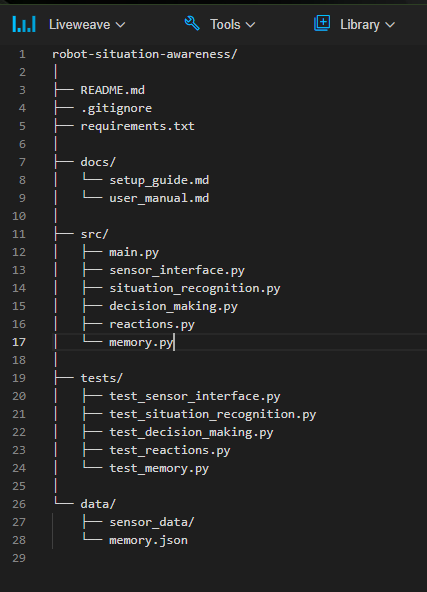 Liveweave Tools Library
1 robot-situation-awareness/
2 │
3 ├── README.md
4 ├── .gitignore
5 ├── requirements.txt
6 │
7 ├── docs/
8 │   └── setup_guide.md
9 │   └── user_manual.md
10 │
11 ├── src/
12 │   ├── main.py
13 │   ├── sensor_interface.py
14 │   ├── situation_recognition.py
15 │   ├── decision_making.py
16 │   ├── reactions.py
17 │   └── memory.py
18 │
19 ├── tests/
20 │   ├── test_sensor_interface.py
21 │   ├── test_situation_recognition.py
22 │   ├── test_decision_making.py
23 │   ├── test_reactions.py
24 │   └── test_memory.py
25 │
26 └── data/
27     ├── sensor_data/
28     └── memory.json
29